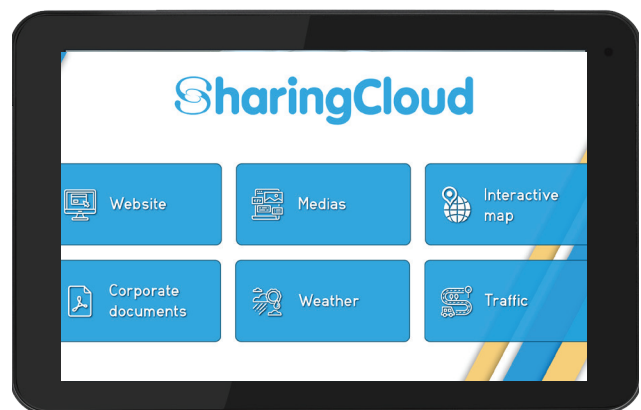 SharingCloud
Website
Medias
Interactive
map
Corporate
documents
Weather
Traffic